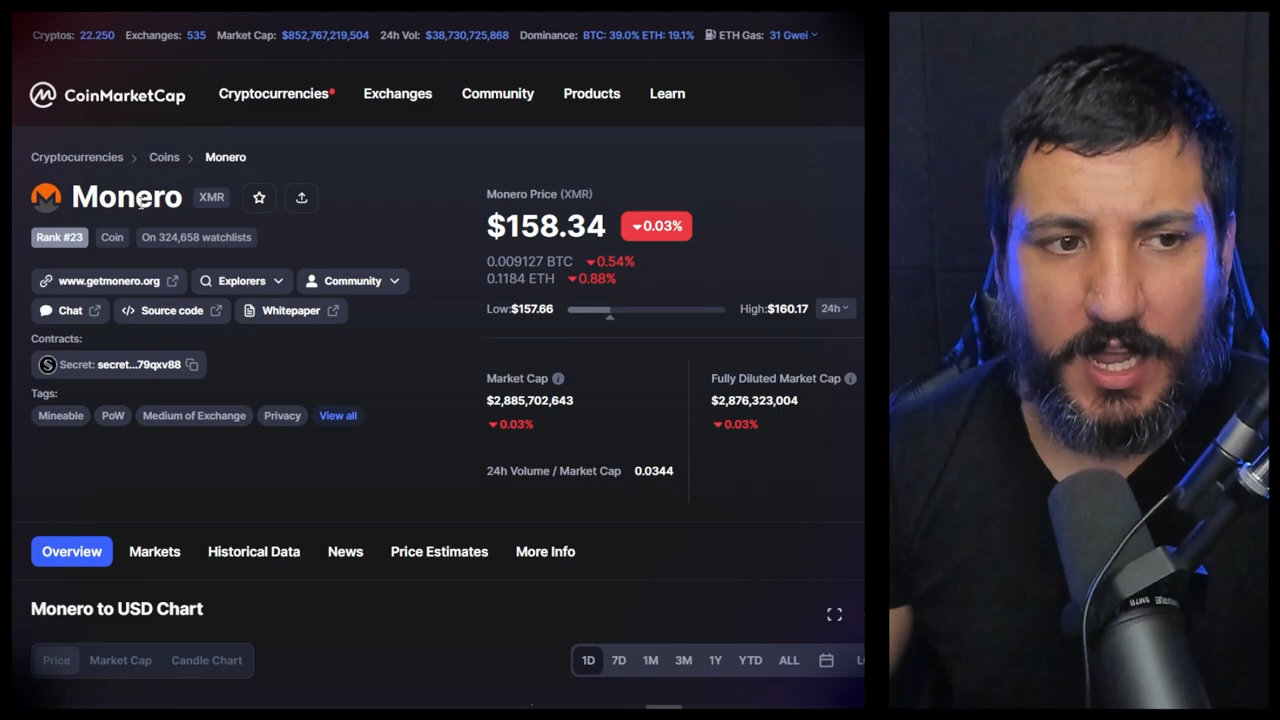 Cryptos: 22.250 Exchanges: 535 Market Cap: $852,767,219,504 24h Vol: $38,730,725,868 Dominance: BTC: 39.0% ETH: 19.1% ETH Gas: 31 Gwei
CoinMarketCap Cryptocurrencies Exchanges Community Products Learn
Cryptocurrencies > Coins > Monero
Monero XMR
Rank #23 Coin On 324,658 watchlists
www.getmonero.org Explorers Community
Chat Source code Whitepaper
Contracts:
Secret: secret...79qxv88
Tags:
Mineable PoW Medium of Exchange Privacy View all
Monero Price (XMR)
$158.34 0.03%
0.009127 BTC 0.54%
0.1184 ETH 0.88%
Low:$157.66 High:$160.17 24h
Market Cap Fully Diluted Market Cap
$2,885,702,643 $2,876,323,004
0.03% 0.03%
24h Volume / Market Cap 0.0344
Overview Markets Historical Data News Price Estimates More Info
Monero to USD Chart
Price Market Cap Candle Chart 1D 7D 1M 3M 1Y YTD ALL
SHURE SM7B